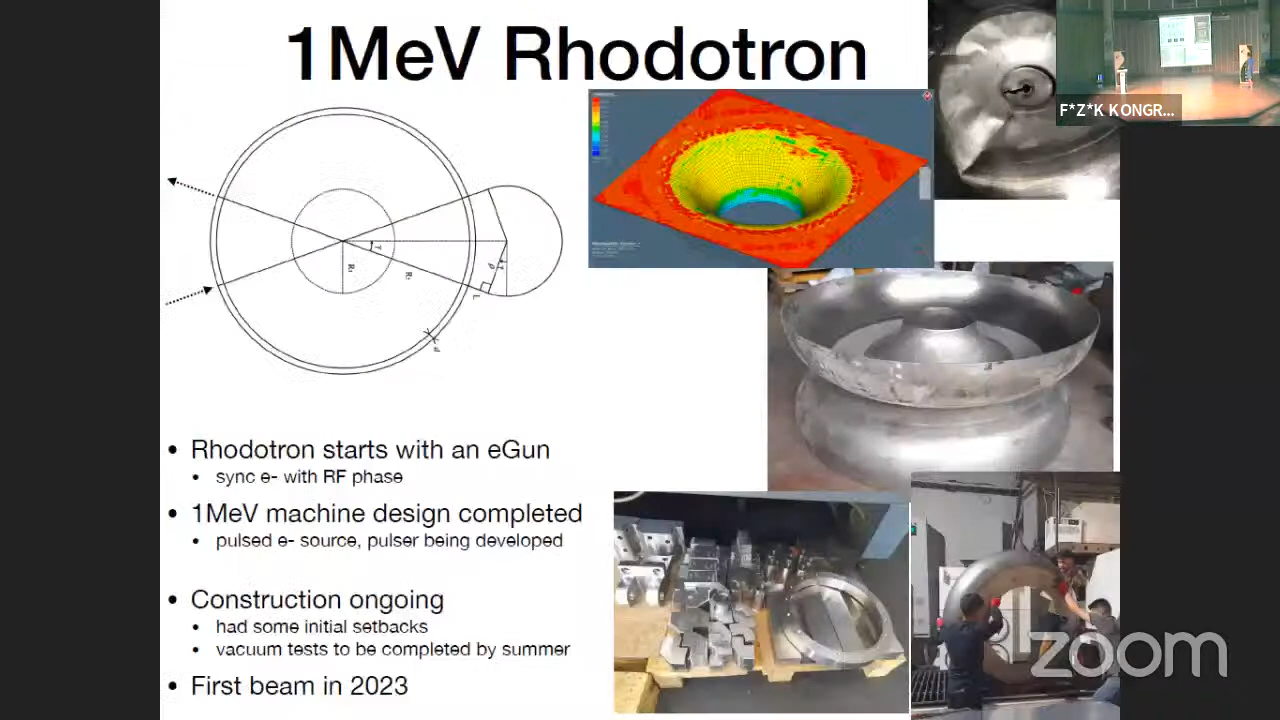 1MeV Rhodotron
F*Z*K KONGR...
R₁
R₂
L
d
• Rhodotron starts with an eGun
• sync e- with RF phase
• 1MeV machine design completed
• pulsed e- source, pulser being developed
• Construction ongoing
• had some initial setbacks
• vacuum tests to be completed by summer
• First beam in 2023
zoom